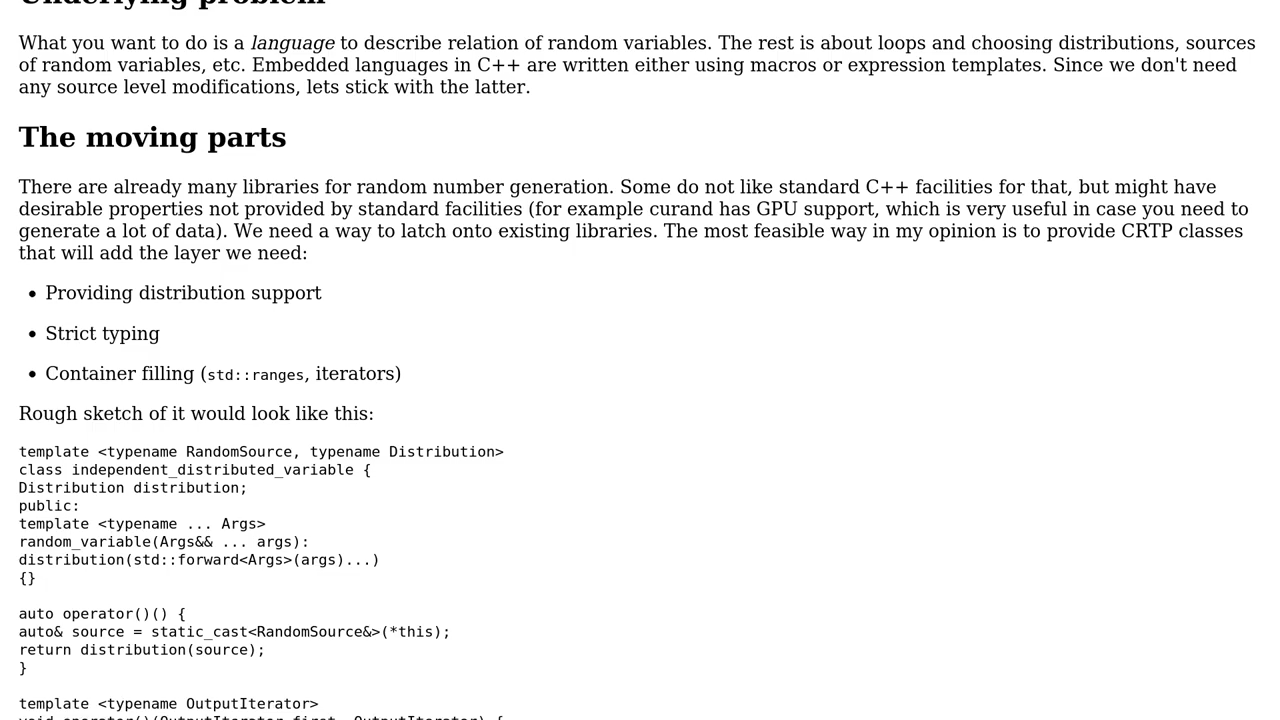 Underlying problem
What you want to do is a language to describe relation of random variables. The rest is about loops and choosing distributions, sources
of random variables, etc. Embedded languages in C++ are written either using macros or expression templates. Since we don't need
any source level modifications, lets stick with the latter.
The moving parts
There are already many libraries for random number generation. Some do not like standard C++ facilities for that, but might have
desirable properties not provided by standard facilities (for example curand has GPU support, which is very useful in case you need to
generate a lot of data). We need a way to latch onto existing libraries. The most feasible way in my opinion is to provide CRTP classes
that will add the layer we need:
• Providing distribution support
• Strict typing
• Container filling (std::ranges, iterators)
Rough sketch of it would look like this:
template <typename RandomSource, typename Distribution>
class independent_distributed_variable {
Distribution distribution;
public:
template <typename ... Args>
random_variable(Args&& ... args):
distribution(std::forward<Args>(args)...)
{}
auto operator()() {
auto& source = static_cast<RandomSource&>(*this);
return distribution(source);
}
template <typename OutputIterator>
void operator()(OutputIterator first, OutputIterator) {